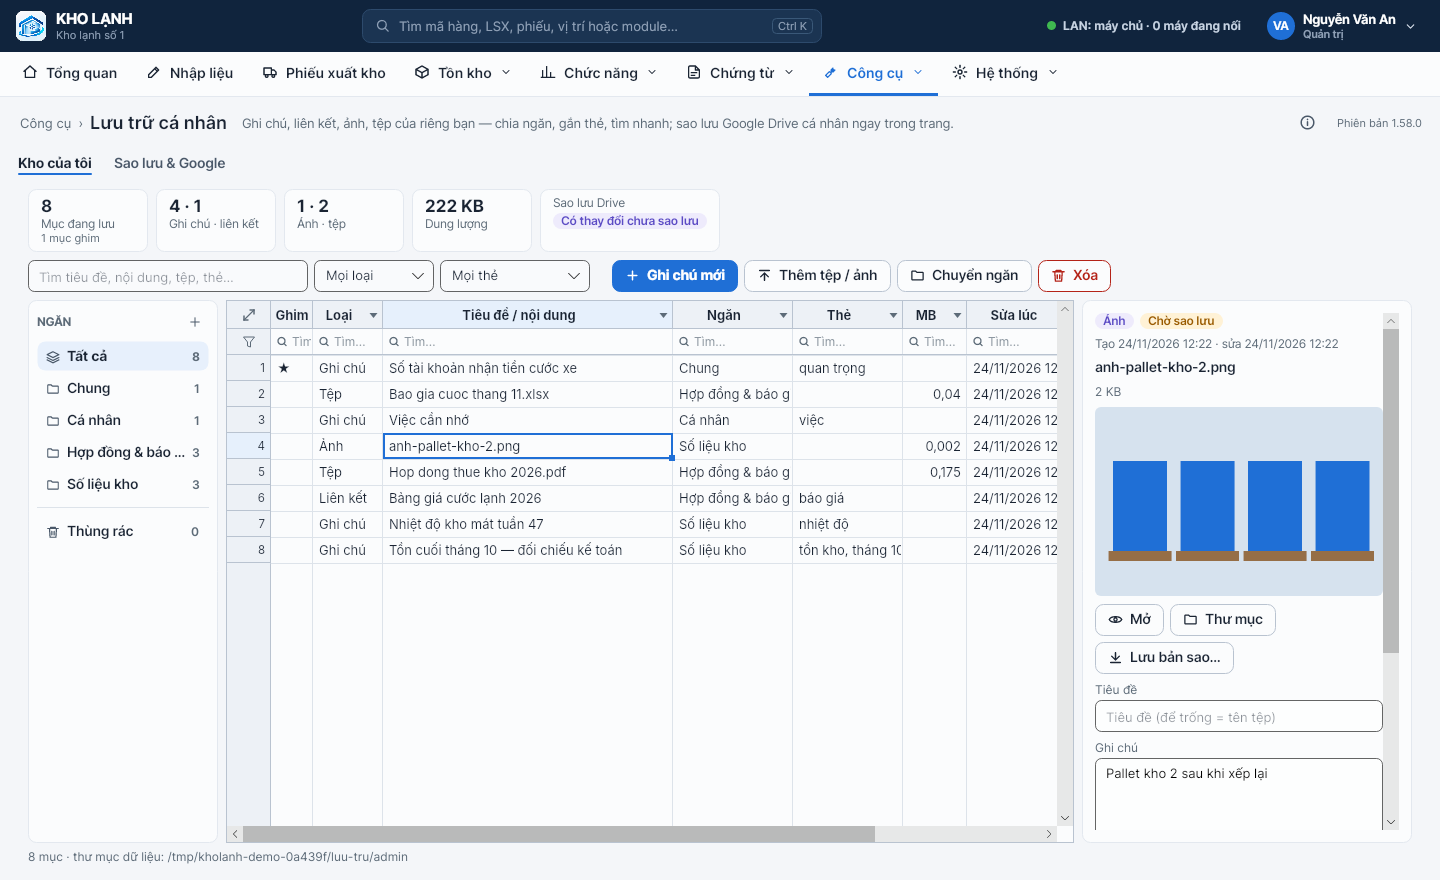 KHO LẠNH
Kho lạnh số 1
Tìm mã hàng, LSX, phiếu, vị trí hoặc module... Ctrl K
LAN: máy chủ · 0 máy đang nối
VA
Nguyễn Văn An
Quản trị
Tổng quan Nhập liệu Phiếu xuất kho Tồn kho Chức năng Chứng từ Công cụ Hệ thống
Công cụ › Lưu trữ cá nhân Ghi chú, liên kết, ảnh, tệp của riêng bạn — chia ngăn, gắn thẻ, tìm nhanh; sao lưu Google Drive cá nhân ngay trong trang. Phiên bản 1.58.0
Kho của tôi Sao lưu & Google
8
Mục đang lưu
1 mục ghim
4 · 1
Ghi chú · liên kết
1 · 2
Ảnh · tệp
222 KB
Dung lượng
Sao lưu Drive
Có thay đổi chưa sao lưu
Tìm tiêu đề, nội dung, tệp, thẻ... Mọi loại Mọi thẻ + Ghi chú mới Thêm tệp / ảnh Chuyển ngăn Xóa
NGĂN +
Tất cả 8
Chung 1
Cá nhân 1
Hợp đồng & báo ... 3
Số liệu kho 3
Thùng rác 0
Ghim Loại Tiêu đề / nội dung Ngăn Thẻ MB Sửa lúc
Tìm Tìm... Tìm... Tìm... Tìm... Tìm... Tìm...
1 ★ Ghi chú Số tài khoản nhận tiền cước xe Chung quan trọng 24/11/2026 12
2 Tệp Bao gia cuoc thang 11.xlsx Hợp đồng & báo g 0,04 24/11/2026 12
3 Ghi chú Việc cần nhớ Cá nhân việc 24/11/2026 12
4 Ảnh anh-pallet-kho-2.png Số liệu kho 0,002 24/11/2026 12
5 Tệp Hop dong thue kho 2026.pdf Hợp đồng & báo g 0,175 24/11/2026 12
6 Liên kết Bảng giá cước lạnh 2026 Hợp đồng & báo g báo giá 24/11/2026 12
7 Ghi chú Nhiệt độ kho mát tuần 47 Số liệu kho nhiệt độ 24/11/2026 12
8 Ghi chú Tồn cuối tháng 10 — đối chiếu kế toán Số liệu kho tồn kho, tháng 10 24/11/2026 12
Ảnh Chờ sao lưu
Tạo 24/11/2026 12:22 · sửa 24/11/2026 12:22
anh-pallet-kho-2.png
2 KB
Mở Thư mục
Lưu bản sao...
Tiêu đề
Tiêu đề (để trống = tên tệp)
Ghi chú
Pallet kho 2 sau khi xếp lại
8 mục · thư mục dữ liệu: /tmp/kholanh-demo-0a439f/luu-tru/admin